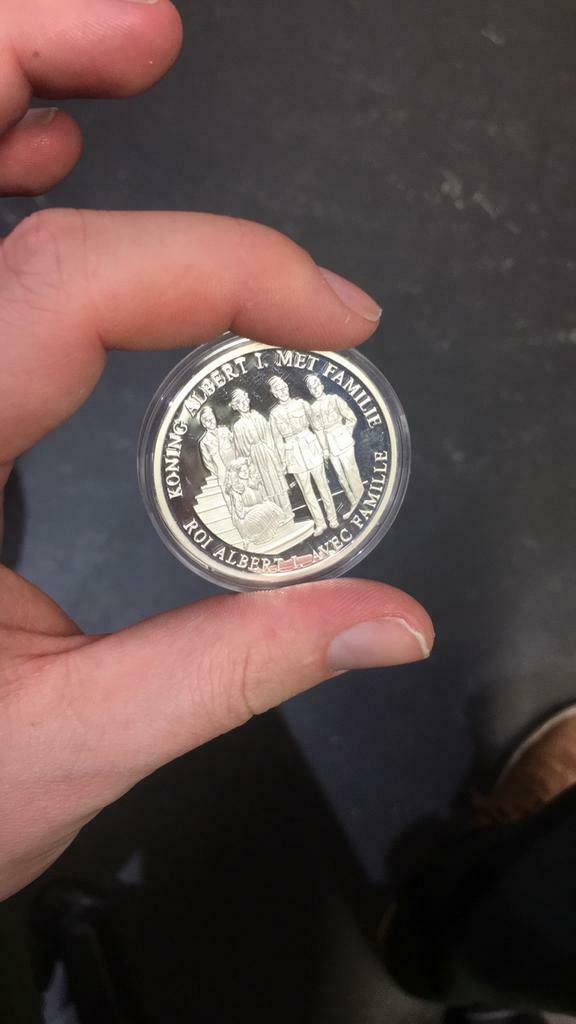 KONING ALBERT I. MET FAMILIE
ROI ALBERT I. AVEC FAMILLE